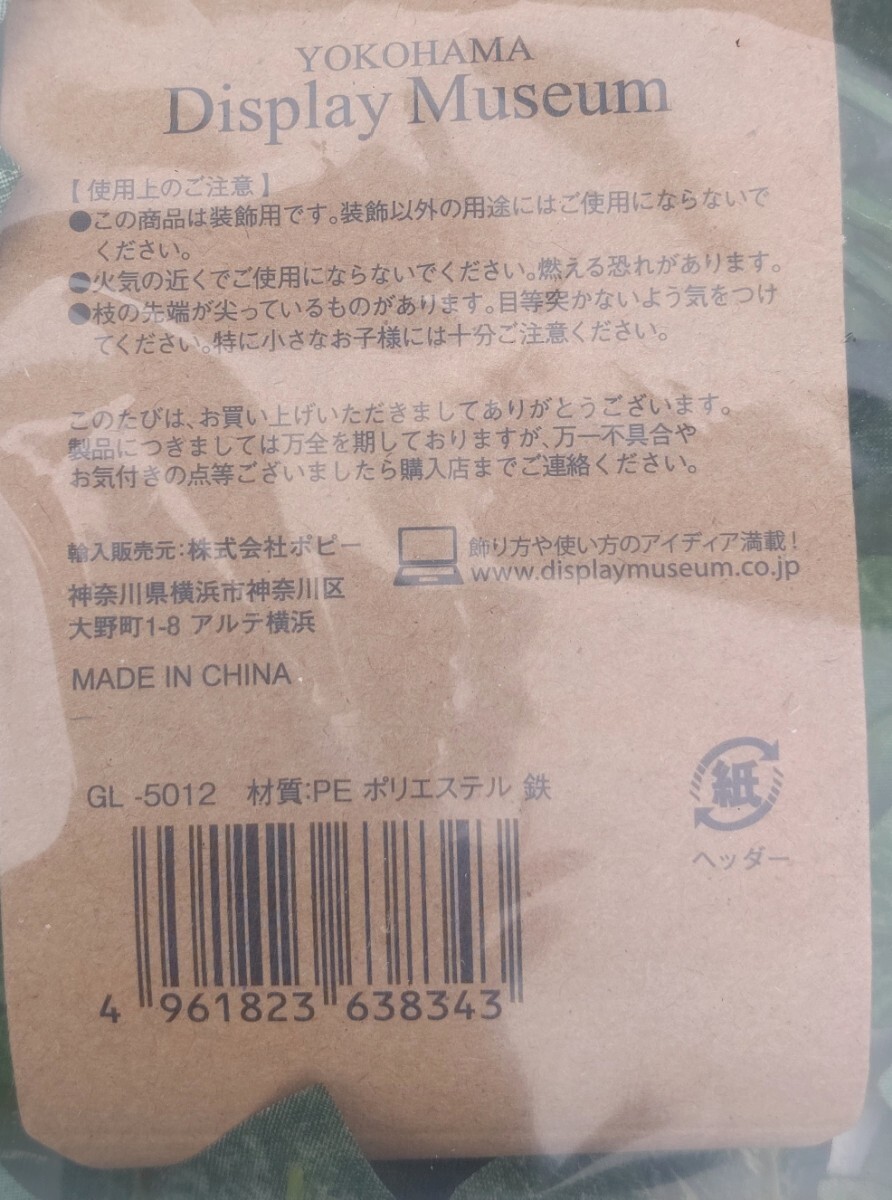 YOKOHAMA
Display Museum
【使用上のご注意】
●この商品は装飾用です。装飾以外の用途にはご使用にならないで
ください。
●火気の近くでご使用にならないでください。燃える恐れがあります。
●枝の先端が尖っているものがあります。目等突かないよう気をつけ
てください。特に小さなお子様には十分ご注意ください。
このたびは、お買い上げいただきましてありがとうございます。
製品につきましては万全を期しておりますが、万一不具合や
お気付きの点等ございましたら購入店までご連絡ください。
輸入販売元:株式会社ポピー
神奈川県横浜市神奈川区
大野町1-8 アルテ横浜
飾り方や使い方のアイディア満載!
www.displaymuseum.co.jp
MADE IN CHINA
GL -5012 材質:PE ポリエステル 鉄
4 961823 638343
紙
ヘッダー